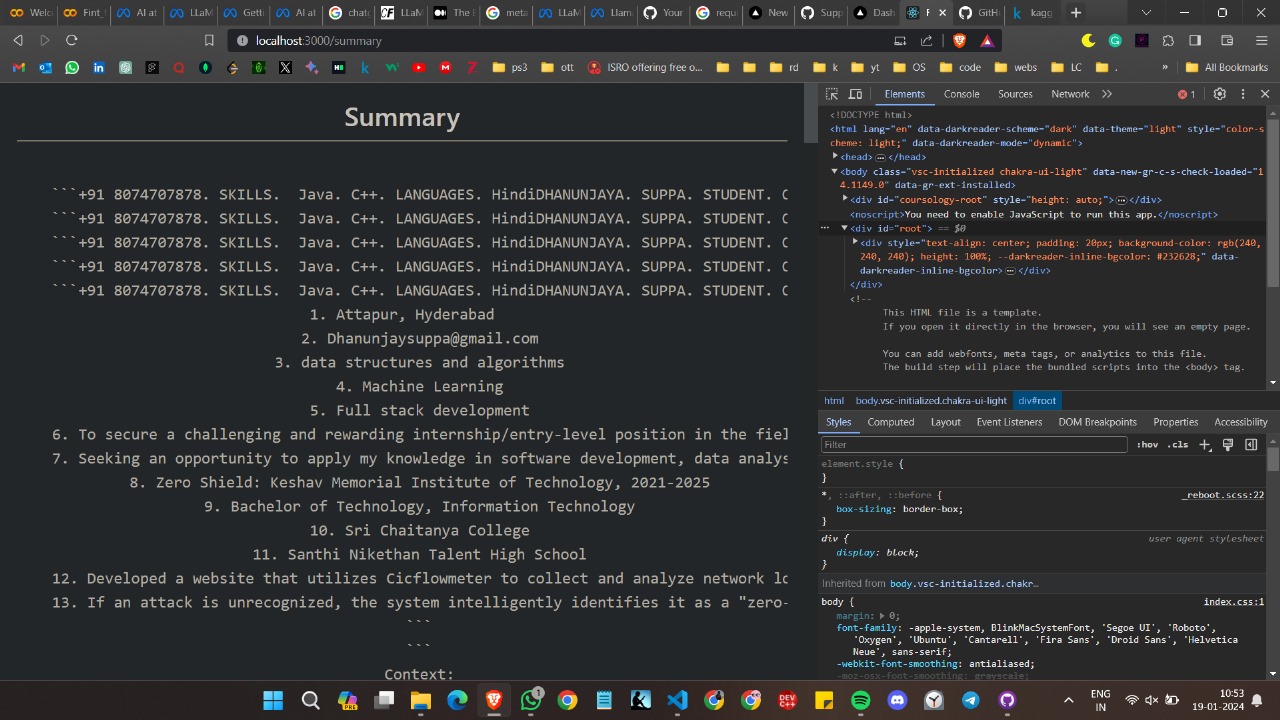 Welc
Fint_
AI at
LLaM
Gett
AI at
LLaM
chatg
LLaM
The E
meta
LLaM
Llam
Your
requ
New
Supp
Dash
F
GitH
kagg
localhost:3000/summary
ps3
ott
ISRO offering free o...
rd
k
yt
OS
code
webs
LC
.
»
All Bookmarks
Summary
```+91 8074707878. SKILLS.  Java. C++. LANGUAGES. HindiDHANUNJAYA. SUPPA. STUDENT. C
```+91 8074707878. SKILLS.  Java. C++. LANGUAGES. HindiDHANUNJAYA. SUPPA. STUDENT. C
```+91 8074707878. SKILLS.  Java. C++. LANGUAGES. HindiDHANUNJAYA. SUPPA. STUDENT. C
```+91 8074707878. SKILLS.  Java. C++. LANGUAGES. HindiDHANUNJAYA. SUPPA. STUDENT. C
```+91 8074707878. SKILLS.  Java. C++. LANGUAGES. HindiDHANUNJAYA. SUPPA. STUDENT. C
1. Attapur, Hyderabad
2. Dhanunjaysuppa@gmail.com
3. data structures and algorithms
4. Machine Learning
5. Full stack development
6. To secure a challenging and rewarding internship/entry-level position in the fiel
7. Seeking an opportunity to apply my knowledge in software development, data analys
8. Zero Shield: Keshav Memorial Institute of Technology, 2021-2025
9. Bachelor of Technology, Information Technology
10. Sri Chaitanya College
11. Santhi Nikethan Talent High School
12. Developed a website that utilizes Cicflowmeter to collect and analyze network lo
13. If an attack is unrecognized, the system intelligently identifies it as a "zero-
```
```
Context:
Elements Console Sources Network » 1
<!DOCTYPE html>
<html lang="en" data-darkreader-scheme="dark" data-theme="light" style="color-s
cheme: light;" data-darkreader-mode="dynamic">
<head> … </head>
<body class="vsc-initialized chakra-ui-light" data-new-gr-c-s-check-loaded="1
4.1149.0" data-gr-ext-installed>
<div id="coursology-root" style="height: auto;"> … </div>
<noscript>You need to enable JavaScript to run this app.</noscript>
… <div id="root"> == $0
<div style="text-align: center; padding: 20px; background-color: rgb(240,
240, 240); height: 100%; --darkreader-inline-bgcolor: #232628;" data-
darkreader-inline-bgcolor> … </div>
</div>
<!--
This HTML file is a template.
If you open it directly in the browser, you will see an empty page.
You can add webfonts, meta tags, or analytics to this file.
The build step will place the bundled scripts into the <body> tag.
html body.vsc-initialized.chakra-ui-light div#root
Styles Computed Layout Event Listeners DOM Breakpoints Properties Accessibility
Filter :hov .cls +
element.style {
}
*, ::after, ::before { _reboot.scss:22
box-sizing: border-box;
}
div { user agent stylesheet
display: block;
}
Inherited from body.vsc-initialized.chakr…
body { index.css:1
margin: 0;
font-family: -apple-system, BlinkMacSystemFont, 'Segoe UI', 'Roboto',
'Oxygen', 'Ubuntu', 'Cantarell', 'Fira Sans', 'Droid Sans', 'Helvetica
Neue', sans-serif;
-webkit-font-smoothing: antialiased;
-moz-osx-font-smoothing: grayscale;
ENG
IN
10:53
19-01-2024